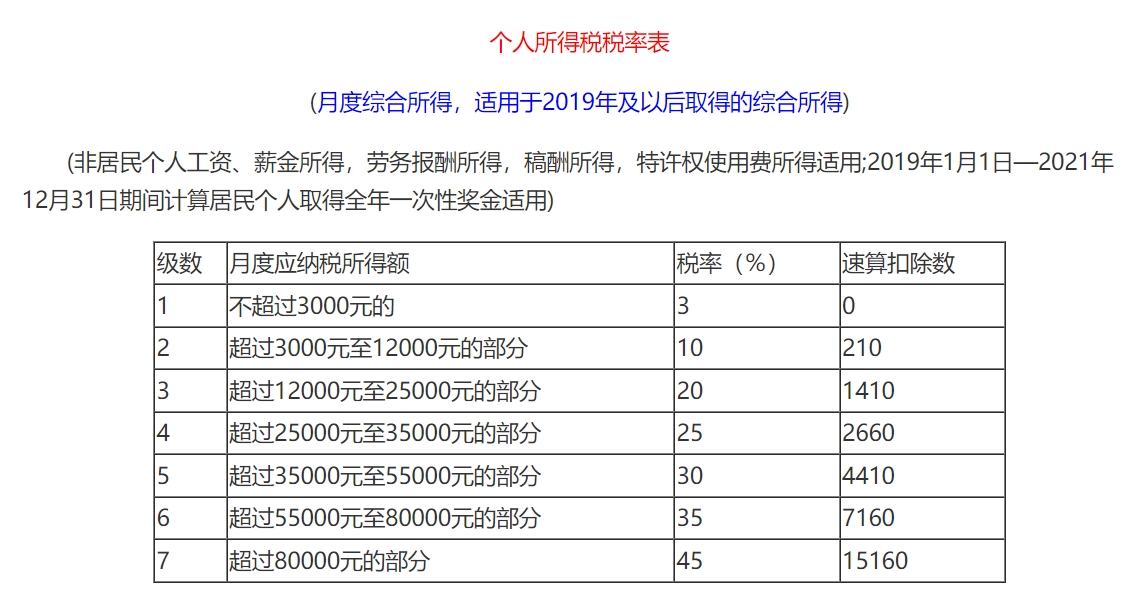 个人所得税税率表
(月度综合所得，适用于2019年及以后取得的综合所得)
(非居民个人工资、薪金所得，劳务报酬所得，稿酬所得，特许权使用费所得适用;2019年1月1日—2021年
12月31日期间计算居民个人取得全年一次性奖金适用)
级数 月度应纳税所得额 税率（%） 速算扣除数
1 不超过3000元的 3 0
2 超过3000元至12000元的部分 10 210
3 超过12000元至25000元的部分 20 1410
4 超过25000元至35000元的部分 25 2660
5 超过35000元至55000元的部分 30 4410
6 超过55000元至80000元的部分 35 7160
7 超过80000元的部分 45 15160